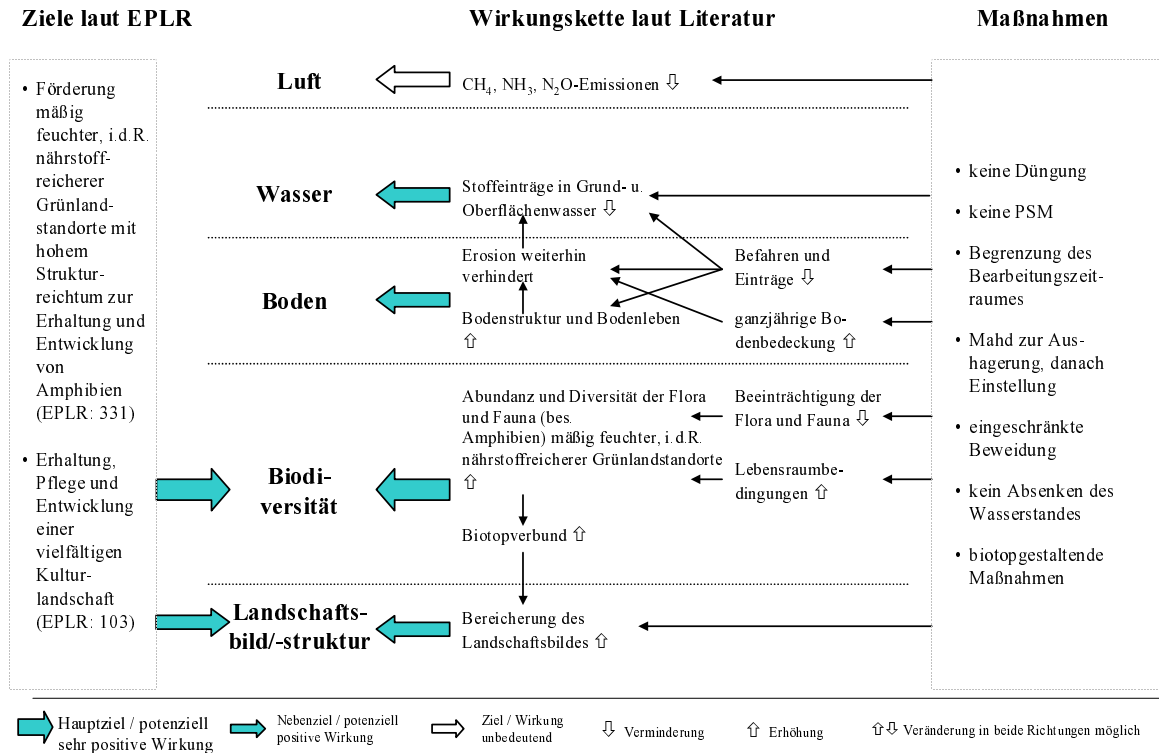 Ziele laut EPLR
Wirkungskette laut Literatur
Maßnahmen
• Förderung
mäßig
feuchter, i.d.R.
nährstoff-
reicherer
Grünland-
standorte mit
hohem
Struktur-
reichtum zur
Erhaltung und
Entwicklung
von
Amphibien
(EPLR: 331)
• Erhaltung,
Pflege und
Entwicklung
einer
vielfältigen
Kultur-
landschaft
(EPLR: 103)
Luft
CH₄, NH₃, N₂O-Emissionen ⇩
Wasser
Stoffeinträge in Grund- u.
Oberflächenwasser ⇩
Boden
Erosion weiterhin
verhindert
Befahren und
Einträge ⇩
Bodenstruktur und Bodenleben
⇧
ganzjährige Bo-
denbedeckung ⇧
Biodi-
versität
Abundanz und Diversität der Flora
und Fauna (bes.
Amphibien) mäßig feuchter, i.d.R.
nährstoffreicherer Grünlandstandorte
⇧
Beeinträchtigung der
Flora und Fauna ⇩
Lebensraumbe-
dingungen ⇧
Biotopverbund ⇧
Landschafts-
bild/-struktur
Bereicherung des
Landschaftsbildes ⇧
• keine Düngung
• keine PSM
• Begrenzung des
Bearbeitungszeit-
raumes
• Mahd zur Aus-
hagerung, danach
Einstellung
• eingeschränkte
Beweidung
• kein Absenken des
Wasserstandes
• biotopgestaltende
Maßnahmen
Hauptziel / potenziell
sehr positive Wirkung
Nebenziel / potenziell
positive Wirkung
Ziel / Wirkung
unbedeutend
⇩ Verminderung
⇧ Erhöhung
⇧⇩ Veränderung in beide Richtungen möglich